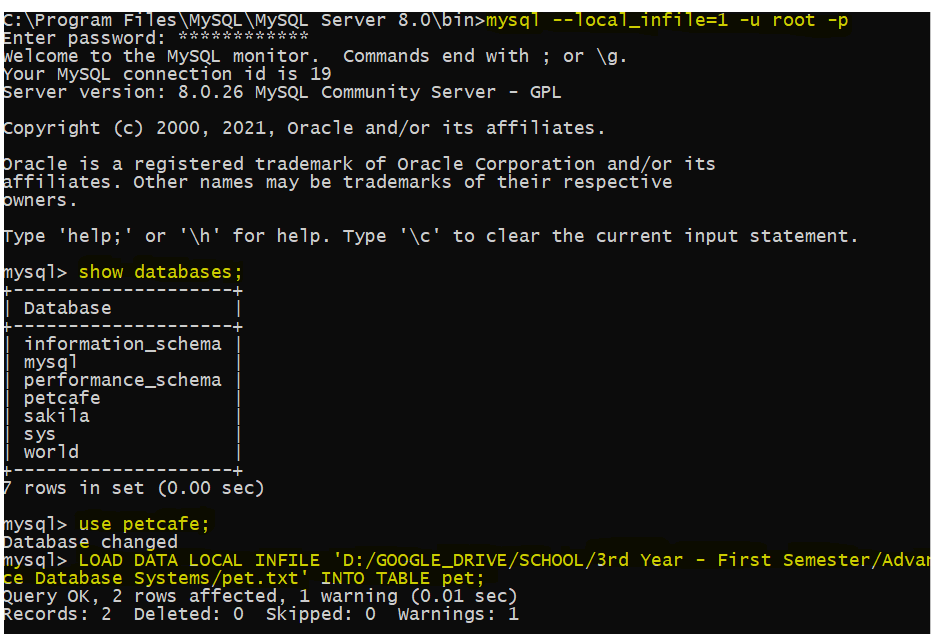 C:\Program Files\MySQL\MySQL Server 8.0\bin>mysql --local_infile=1 -u root -p
Enter password: ************
Welcome to the MySQL monitor.  Commands end with ; or \g.
Your MySQL connection id is 19
Server version: 8.0.26 MySQL Community Server - GPL

Copyright (c) 2000, 2021, Oracle and/or its affiliates.

Oracle is a registered trademark of Oracle Corporation and/or its
affiliates. Other names may be trademarks of their respective
owners.

Type 'help;' or '\h' for help. Type '\c' to clear the current input statement.

mysql> show databases;
+--------------------+
| Database           |
+--------------------+
| information_schema |
| mysql              |
| performance_schema |
| petcafe            |
| sakila             |
| sys                |
| world              |
+--------------------+
7 rows in set (0.00 sec)

mysql> use petcafe;
Database changed
mysql> LOAD DATA LOCAL INFILE 'D:/GOOGLE_DRIVE/SCHOOL/3rd Year - First Semester/Advan
ce Database Systems/pet.txt' INTO TABLE pet;
Query OK, 2 rows affected, 1 warning (0.01 sec)
Records: 2  Deleted: 0  Skipped: 0  Warnings: 1